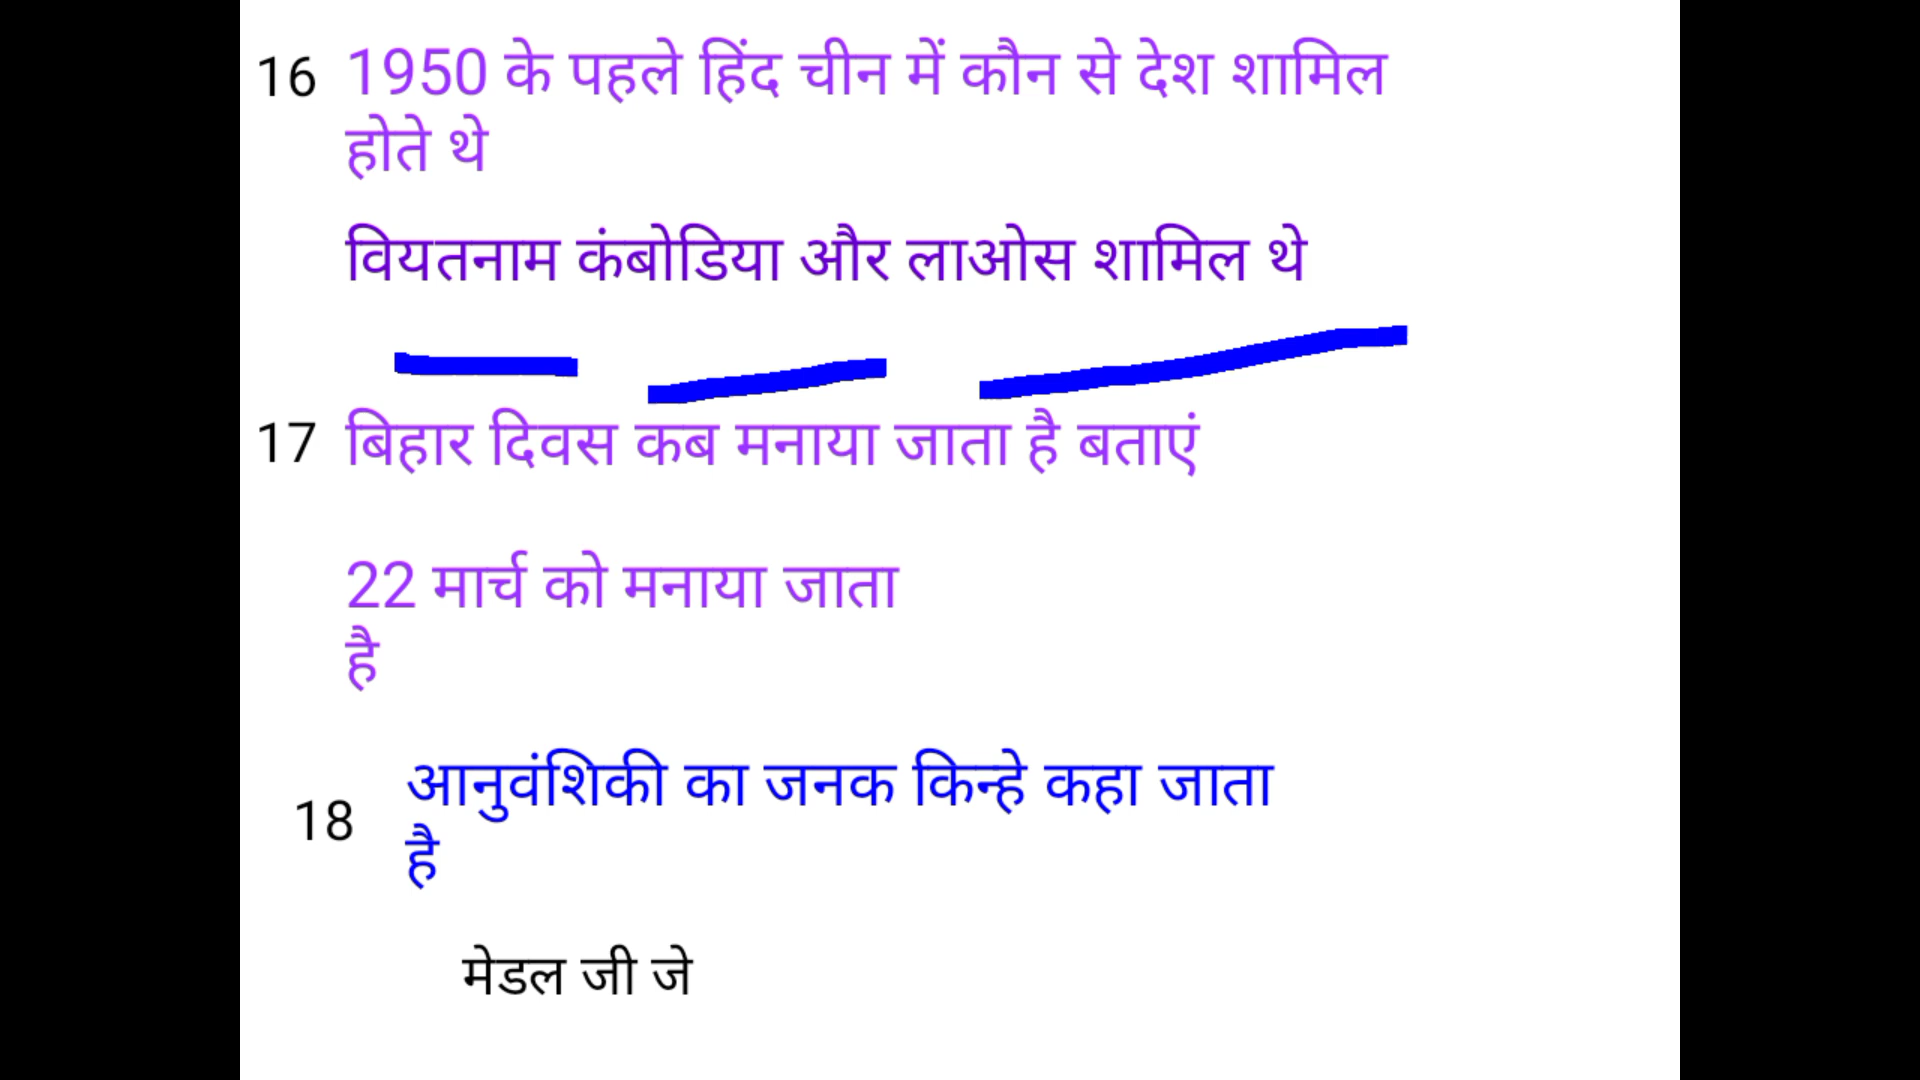 16 1950 के पहले हिंद चीन में कौन से देश शामिल
होते थे
वियतनाम कंबोडिया और लाओस शामिल थे
17 बिहार दिवस कब मनाया जाता है बताएं
22 मार्च को मनाया जाता
है
18 आनुवंशिकी का जनक किन्हे कहा जाता
है
मेडल जी जे